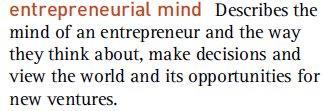 entrepreneurial mind Describes the
mind of an entrepreneur and the way
they think about, make decisions and
view the world and its opportunities for
new ventures.